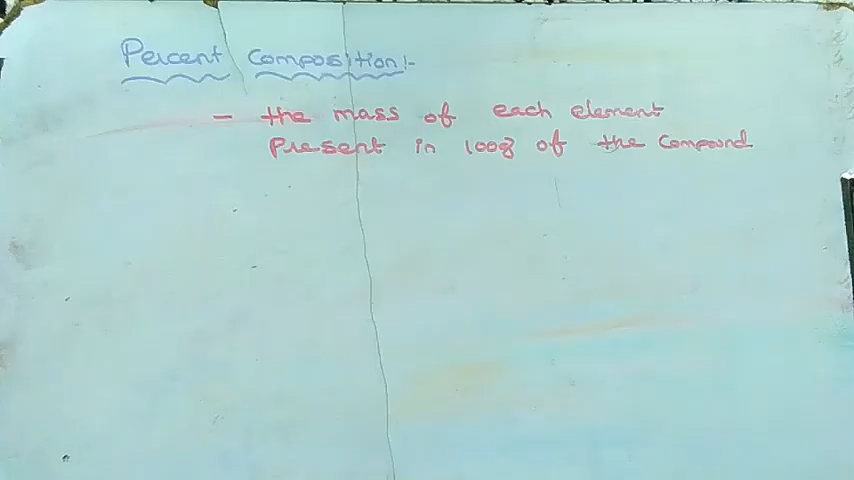 Percent Composition:-
- the mass of each element
Present in 100g of the Compound